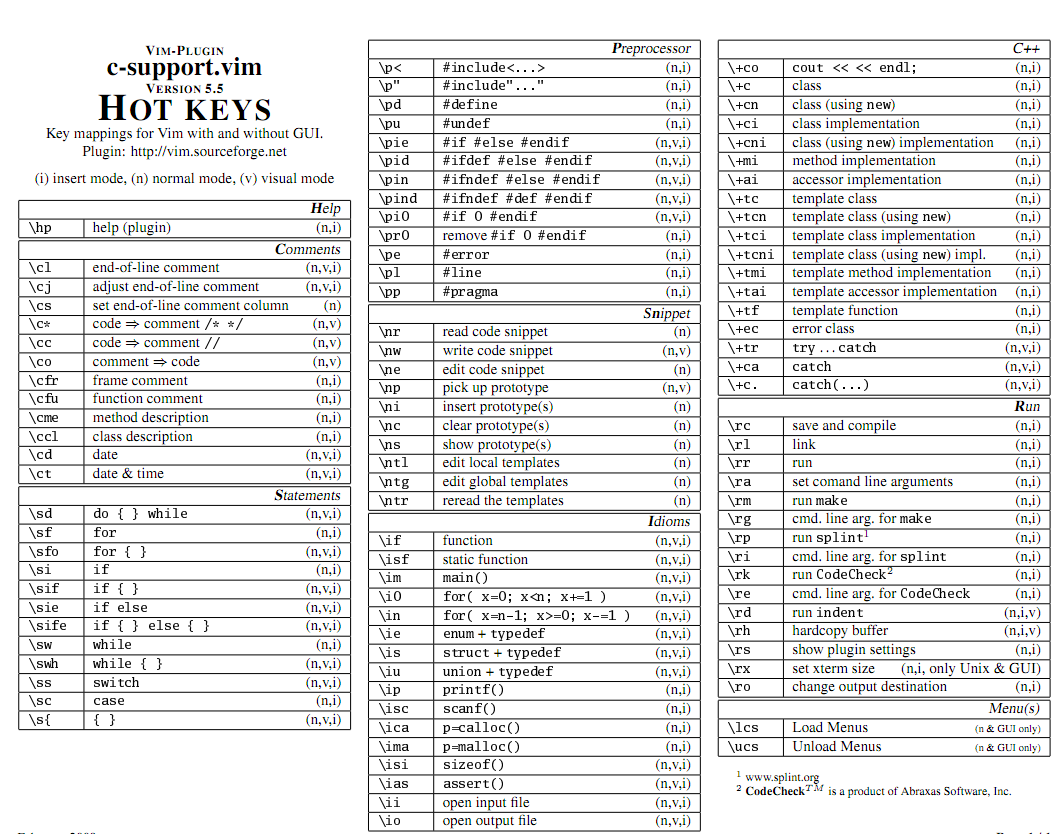 VIM-PLUGIN
c-support.vim
VERSION 5.5
HOT KEYS
Key mappings for Vim with and without GUI.
Plugin: http://vim.sourceforge.net
(i) insert mode, (n) normal mode, (v) visual mode
Help
\hp help (plugin) (n,i)
Comments
\cl end-of-line comment (n,v,i)
\cj adjust end-of-line comment (n,v,i)
\cs set end-of-line comment column (n)
\c* code ⇒ comment /* */ (n,v)
\cc code ⇒ comment // (n,v)
\co comment ⇒ code (n,v)
\cfr frame comment (n,i)
\cfu function comment (n,i)
\cme method description (n,i)
\ccl class description (n,i)
\cd date (n,v,i)
\ct date & time (n,v,i)
Statements
\sd do { } while (n,v,i)
\sf for (n,i)
\sfo for { } (n,v,i)
\si if (n,i)
\sif if { } (n,v,i)
\sie if else (n,v,i)
\sife if { } else { } (n,v,i)
\sw while (n,i)
\swh while { } (n,v,i)
\ss switch (n,v,i)
\sc case (n,i)
\s{ { } (n,v,i)
Preprocessor
\p< #include<...> (n,i)
\p" #include"..." (n,i)
\pd #define (n,i)
\pu #undef (n,i)
\pie #if #else #endif (n,v,i)
\pid #ifdef #else #endif (n,v,i)
\pin #ifndef #else #endif (n,v,i)
\pind #ifndef #def #endif (n,v,i)
\pi0 #if 0 #endif (n,v,i)
\pr0 remove #if 0 #endif (n,i)
\pe #error (n,i)
\pl #line (n,i)
\pp #pragma (n,i)
Snippet
\nr read code snippet (n)
\nw write code snippet (n,v)
\ne edit code snippet (n)
\np pick up prototype (n,v)
\ni insert prototype(s) (n)
\nc clear prototype(s) (n)
\ns show prototype(s) (n)
\ntl edit local templates (n)
\ntg edit global templates (n)
\ntr reread the templates (n)
Idioms
\if function (n,v,i)
\isf static function (n,v,i)
\im main() (n,v,i)
\i0 for( x=0; x<n; x+=1 ) (n,v,i)
\in for( x=n-1; x>=0; x-=1 ) (n,v,i)
\ie enum + typedef (n,v,i)
\is struct + typedef (n,v,i)
\iu union + typedef (n,v,i)
\ip printf() (n,i)
\isc scanf() (n,i)
\ica p=calloc() (n,i)
\ima p=malloc() (n,i)
\isi sizeof() (n,v,i)
\ias assert() (n,v,i)
\ii open input file (n,i)
\io open output file (n,i)
C++
\+co cout << << endl; (n,i)
\+c class (n,i)
\+cn class (using new) (n,i)
\+ci class implementation (n,i)
\+cni class (using new) implementation (n,i)
\+mi method implementation (n,i)
\+ai accessor implementation (n,i)
\+tc template class (n,i)
\+tcn template class (using new) (n,i)
\+tci template class implementation (n,i)
\+tcni template class (using new) impl. (n,i)
\+tmi template method implementation (n,i)
\+tai template accessor implementation (n,i)
\+tf template function (n,i)
\+ec error class (n,i)
\+tr try ... catch (n,v,i)
\+ca catch (n,v,i)
\+c. catch(...) (n,v,i)
Run
\rc save and compile (n,i)
\rl link (n,i)
\rr run (n,i)
\ra set comand line arguments (n,i)
\rm run make (n,i)
\rg cmd. line arg. for make (n,i)
\rp run splint¹ (n,i)
\ri cmd. line arg. for splint (n,i)
\rk run CodeCheck² (n,i)
\re cmd. line arg. for CodeCheck (n,i)
\rd run indent (n,i,v)
\rh hardcopy buffer (n,i,v)
\rs show plugin settings (n,i)
\rx set xterm size (n,i, only Unix & GUI)
\ro change output destination (n,i)
Menu(s)
\lcs Load Menus (n & GUI only)
\ucs Unload Menus (n & GUI only)
¹ www.splint.org
² CodeCheck™ is a product of Abraxas Software, Inc.